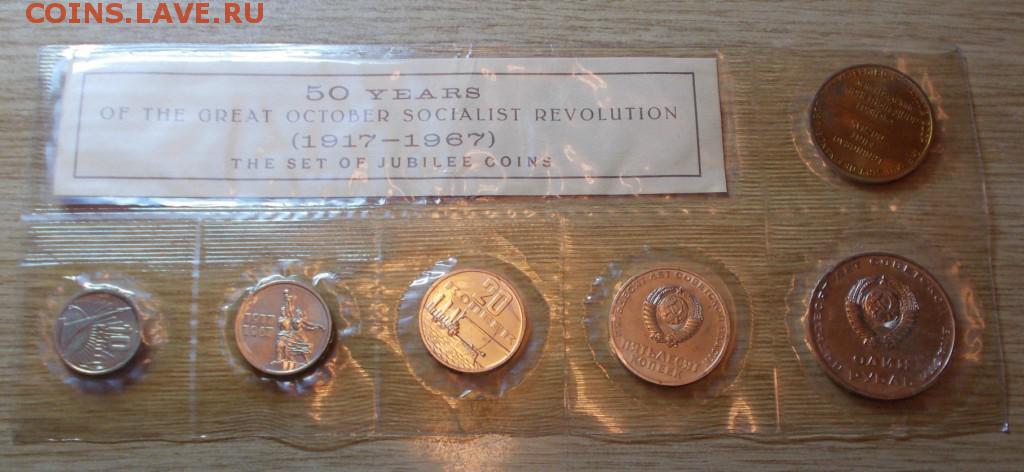 COINS.LAVE.RU
50 YEARS
OF THE GREAT OCTOBER SOCIALIST REVOLUTION
(1917—1967)
THE SET OF JUBILEE COINS
1917
1967
20
КОПЕЕК
ПЯТЬДЕСЯТ
КОПЕЕК
ОДИН
РУБЛЬ